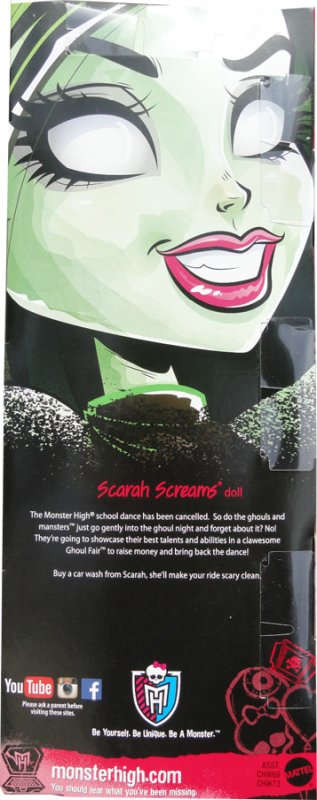 Scarah Screams® doll
The Monster High® school dance has been cancelled. So do the ghouls and
mansters™ just go gently into the ghoul night and forget about it? No!
They're going to showcase their best talents and abilities in a clawesome
Ghoul Fair™ to raise money and bring back the dance!
Buy a car wash from Scarah, she'll make your ride scary clean.
You Tube f
Please ask a parent before
visiting these sites.
MH
Be Yourself. Be Unique. Be A Monster.™
monsterhigh.com
You should fear what you've been missing.
ASST.
CHW69
CHW73
MATTEL